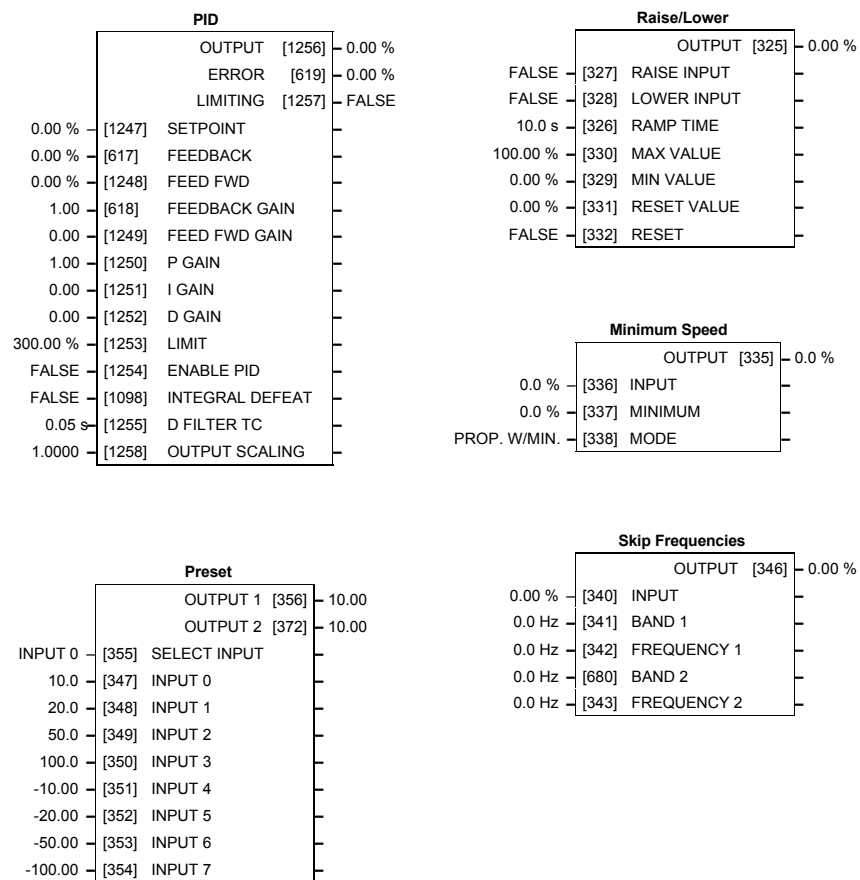 PID
OUTPUT [1256] 0.00 %
ERROR [619] 0.00 %
LIMITING [1257] FALSE
0.00 % [1247] SETPOINT
0.00 % [617] FEEDBACK
0.00 % [1248] FEED FWD
1.00 [618] FEEDBACK GAIN
0.00 [1249] FEED FWD GAIN
1.00 [1250] P GAIN
0.00 [1251] I GAIN
0.00 [1252] D GAIN
300.00 % [1253] LIMIT
FALSE [1254] ENABLE PID
FALSE [1098] INTEGRAL DEFEAT
0.05 s [1255] D FILTER TC
1.0000 [1258] OUTPUT SCALING
Raise/Lower
OUTPUT [325] 0.00 %
FALSE [327] RAISE INPUT
FALSE [328] LOWER INPUT
10.0 s [326] RAMP TIME
100.00 % [330] MAX VALUE
0.00 % [329] MIN VALUE
0.00 % [331] RESET VALUE
FALSE [332] RESET
Minimum Speed
OUTPUT [335] 0.0 %
0.0 % [336] INPUT
0.0 % [337] MINIMUM
PROP. W/MIN. [338] MODE
Preset
OUTPUT 1 [356] 10.00
OUTPUT 2 [372] 10.00
INPUT 0 [355] SELECT INPUT
10.0 [347] INPUT 0
20.0 [348] INPUT 1
50.0 [349] INPUT 2
100.0 [350] INPUT 3
-10.00 [351] INPUT 4
-20.00 [352] INPUT 5
-50.00 [353] INPUT 6
-100.00 [354] INPUT 7
Skip Frequencies
OUTPUT [346] 0.00 %
0.00 % [340] INPUT
0.0 Hz [341] BAND 1
0.0 Hz [342] FREQUENCY 1
0.0 Hz [680] BAND 2
0.0 Hz [343] FREQUENCY 2